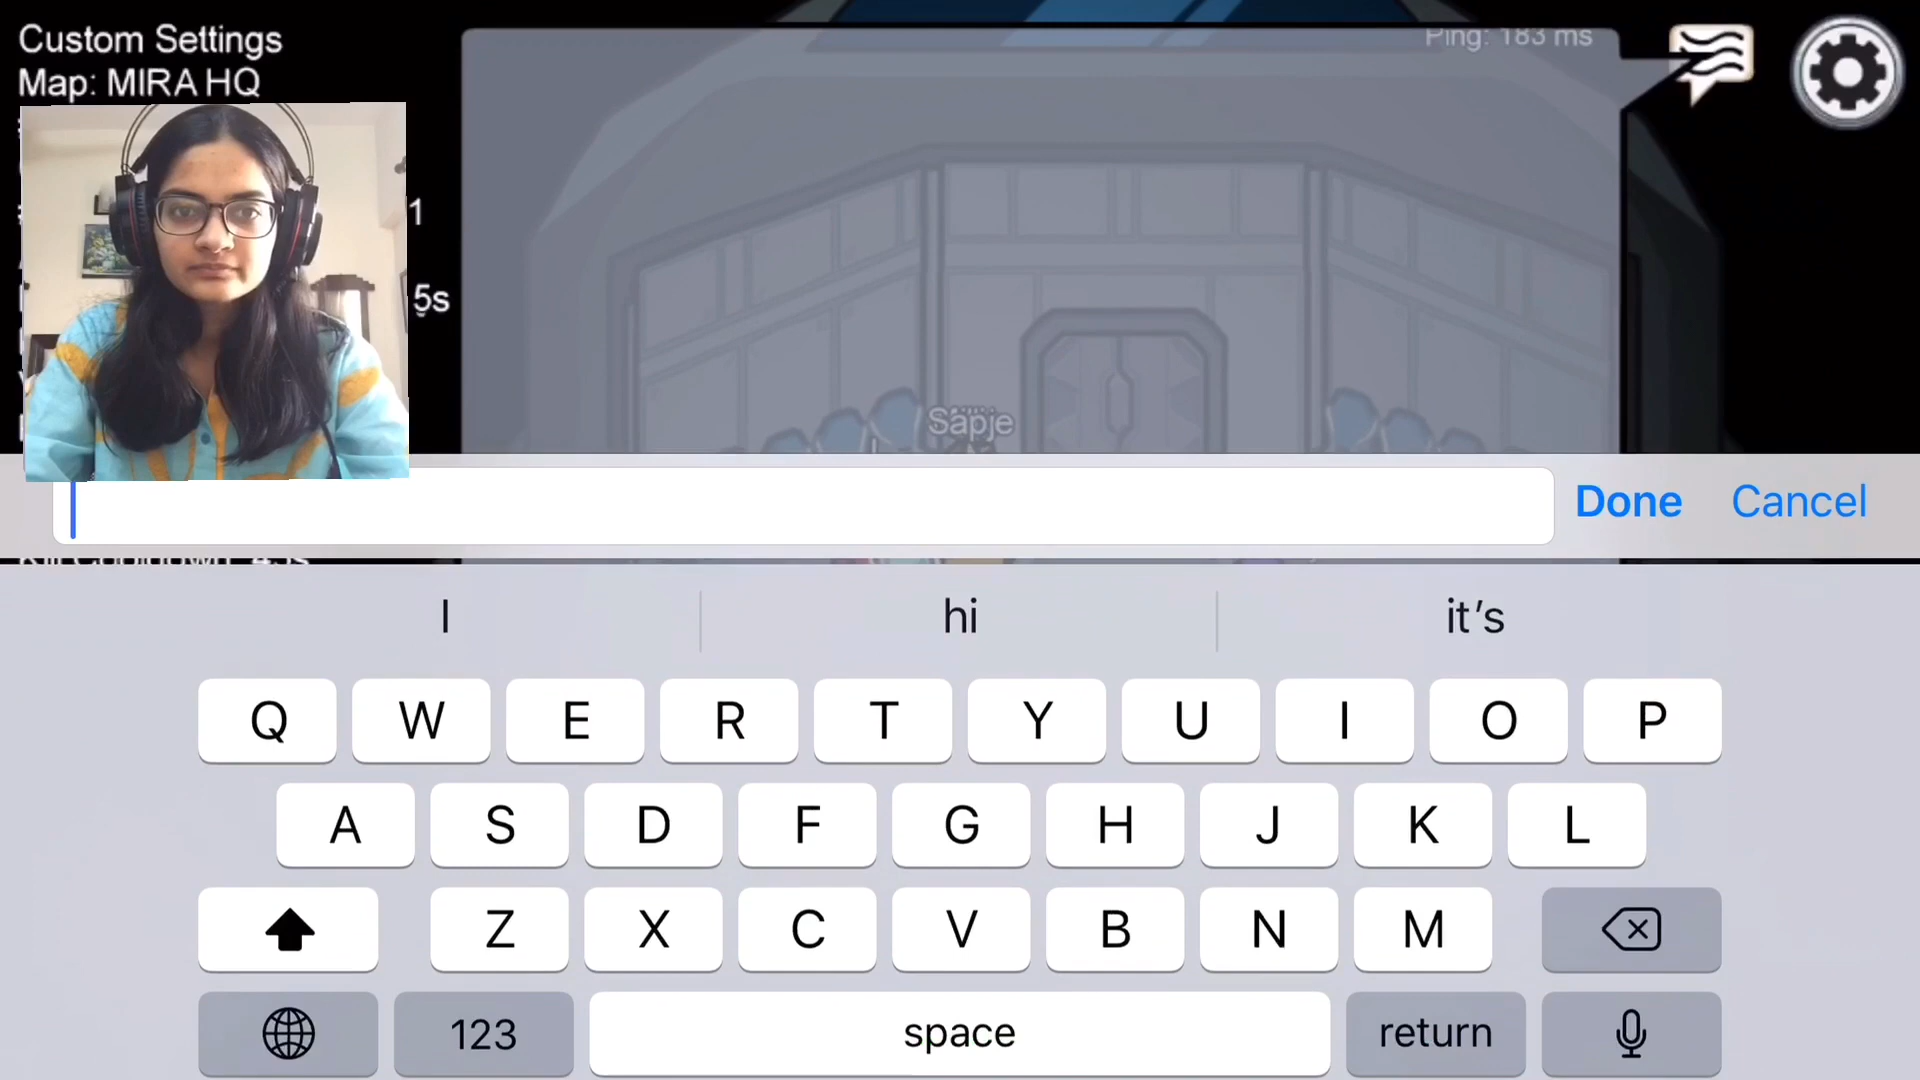 Custom Settings
Map: MIRA HQ
Ping: 183 ms
1
5s
Sapje
Done Cancel
I hi it's
Q W E R T Y U I O P
A S D F G H J K L
Z X C V B N M
123 space return